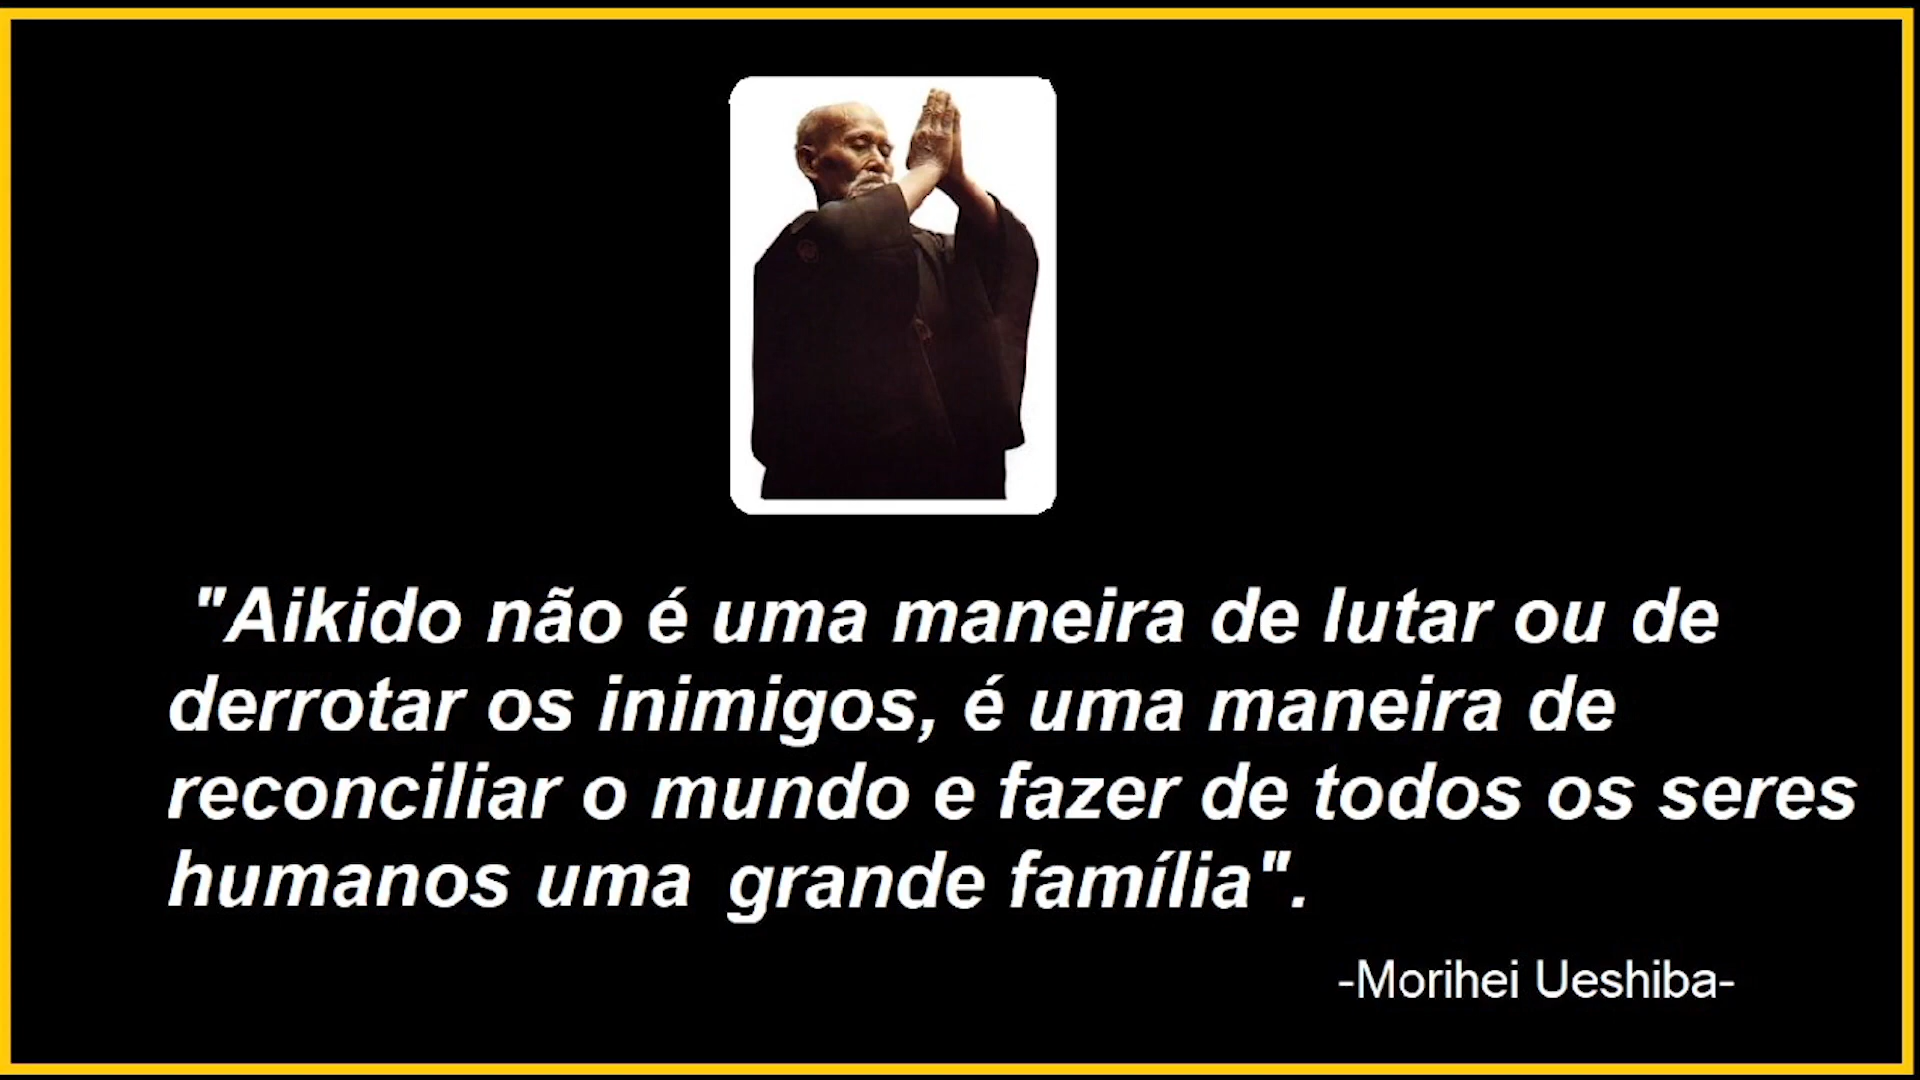 "Aikido não é uma maneira de lutar ou de
derrotar os inimigos, é uma maneira de
reconciliar o mundo e fazer de todos os seres
humanos uma grande família".
-Morihei Ueshiba-